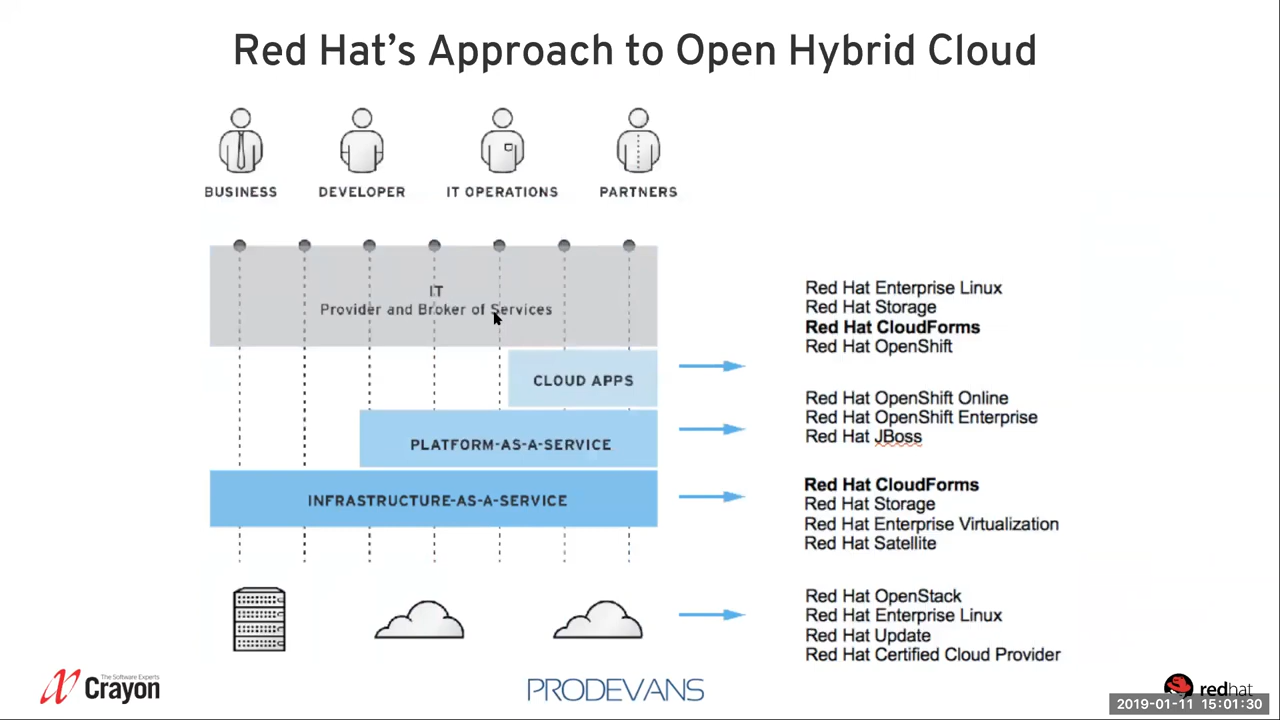 Red Hat's Approach to Open Hybrid Cloud
BUSINESS
DEVELOPER
IT OPERATIONS
PARTNERS
IT
Provider and Broker of Services
CLOUD APPS
PLATFORM-AS-A-SERVICE
INFRASTRUCTURE-AS-A-SERVICE
Red Hat Enterprise Linux
Red Hat Storage
Red Hat CloudForms
Red Hat OpenShift
Red Hat OpenShift Online
Red Hat OpenShift Enterprise
Red Hat JBoss
Red Hat CloudForms
Red Hat Storage
Red Hat Enterprise Virtualization
Red Hat Satellite
Red Hat OpenStack
Red Hat Enterprise Linux
Red Hat Update
Red Hat Certified Cloud Provider
The Software Experts
Crayon
PRODEVANS
redhat
2019-01-11 15:01:30